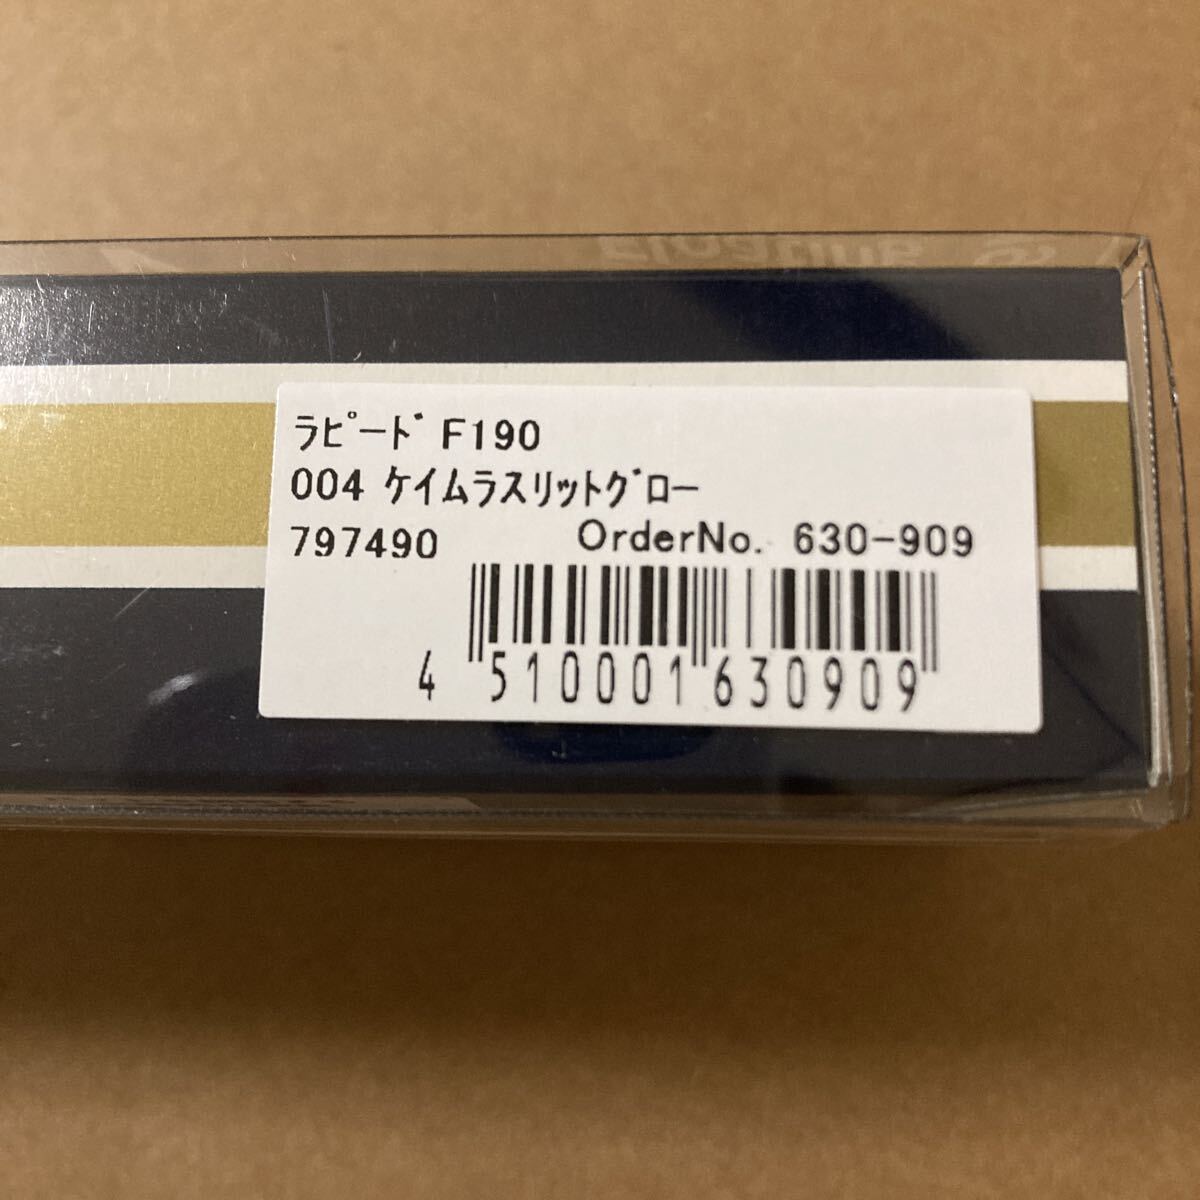 ﾗﾋﾟｰﾄﾞ F190
004 ｹｲﾑﾗｽﾘｯﾄｸﾞﾛｰ
797490 OrderNo. 630-909
4 510001 630909